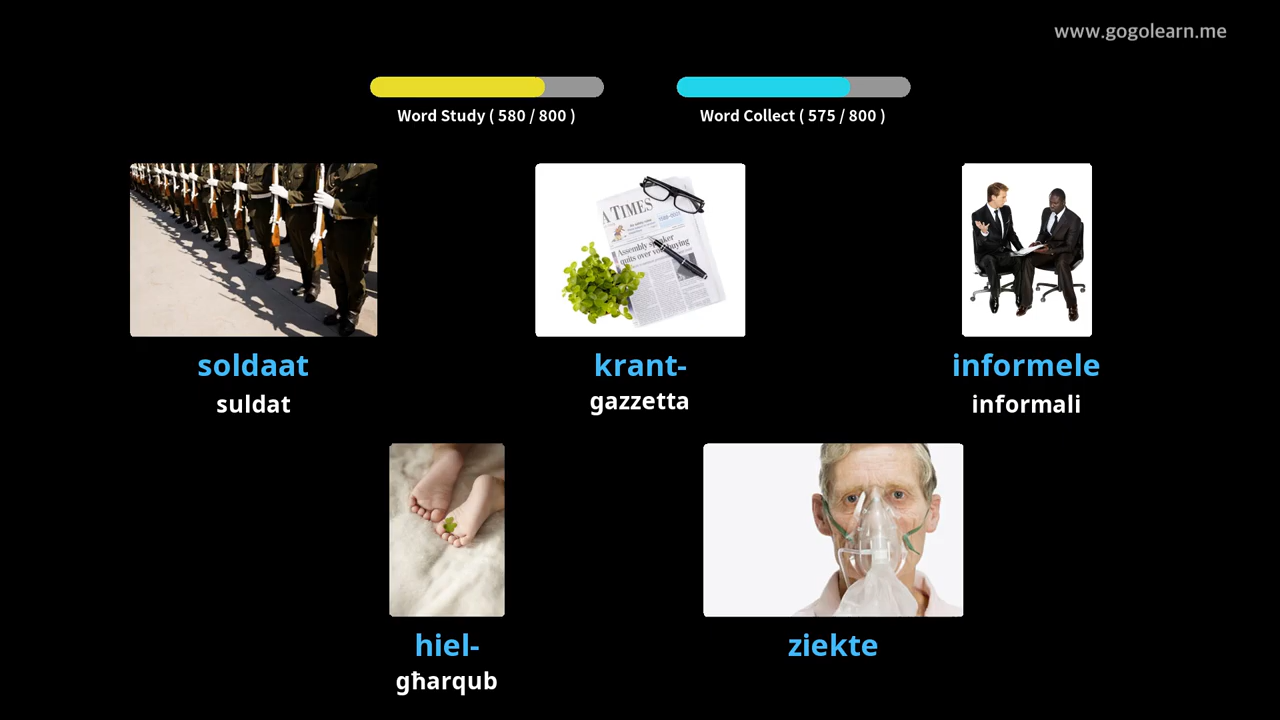 www.gogolearn.me
Word Study ( 580 / 800 )
Word Collect ( 575 / 800 )
A TIMES
soldaat
suldat
krant-
gazzetta
informele
informali
hiel-
għarqub
ziekte